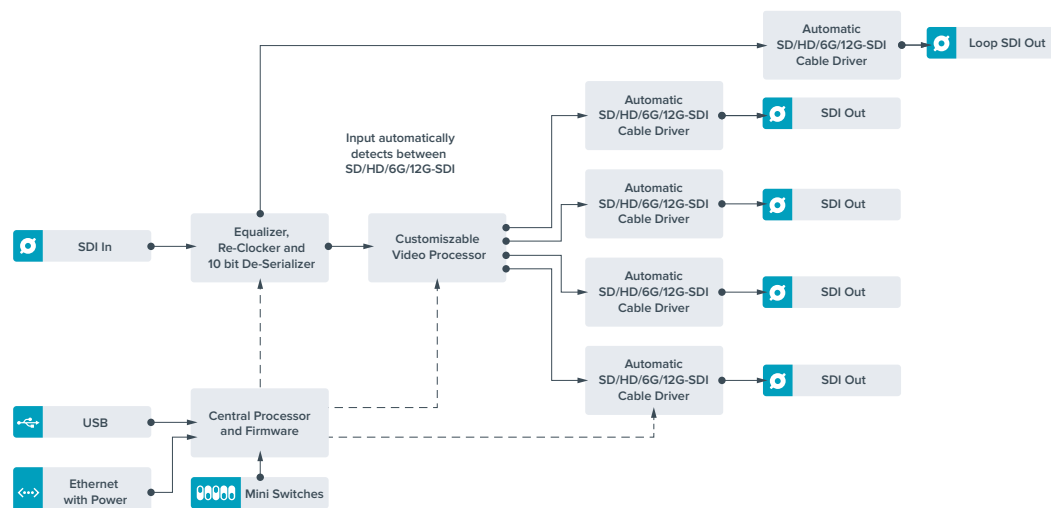 Automatic
SD/HD/6G/12G-SDI
Cable Driver
Loop SDI Out
Automatic
SD/HD/6G/12G-SDI
Cable Driver
SDI Out
Input automatically
detects between
SD/HD/6G/12G-SDI
Automatic
SD/HD/6G/12G-SDI
Cable Driver
SDI Out
SDI In
Equalizer,
Re-Clocker and
10 bit De-Serializer
Customiszable
Video Processor
Automatic
SD/HD/6G/12G-SDI
Cable Driver
SDI Out
Automatic
SD/HD/6G/12G-SDI
Cable Driver
SDI Out
USB
Central Processor
and Firmware
Ethernet
with Power
Mini Switches